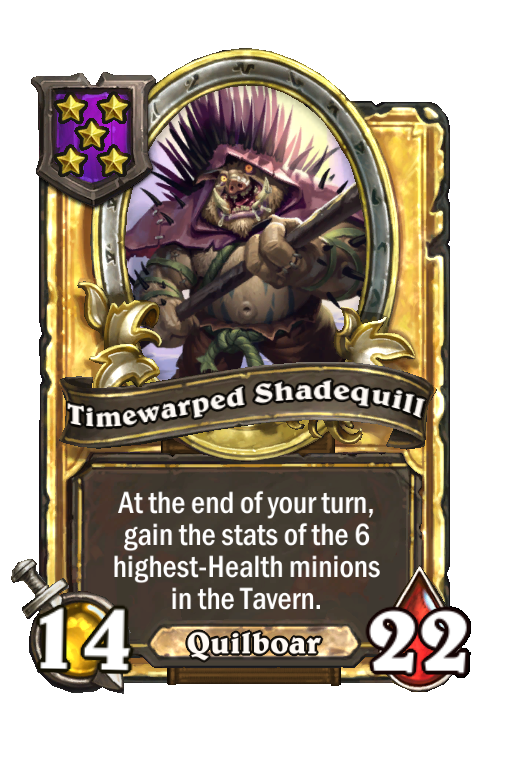 Timewarped Shadequill
At the end of your turn,
gain the stats of the 6
highest-Health minions
in the Tavern.
14
Quilboar
22